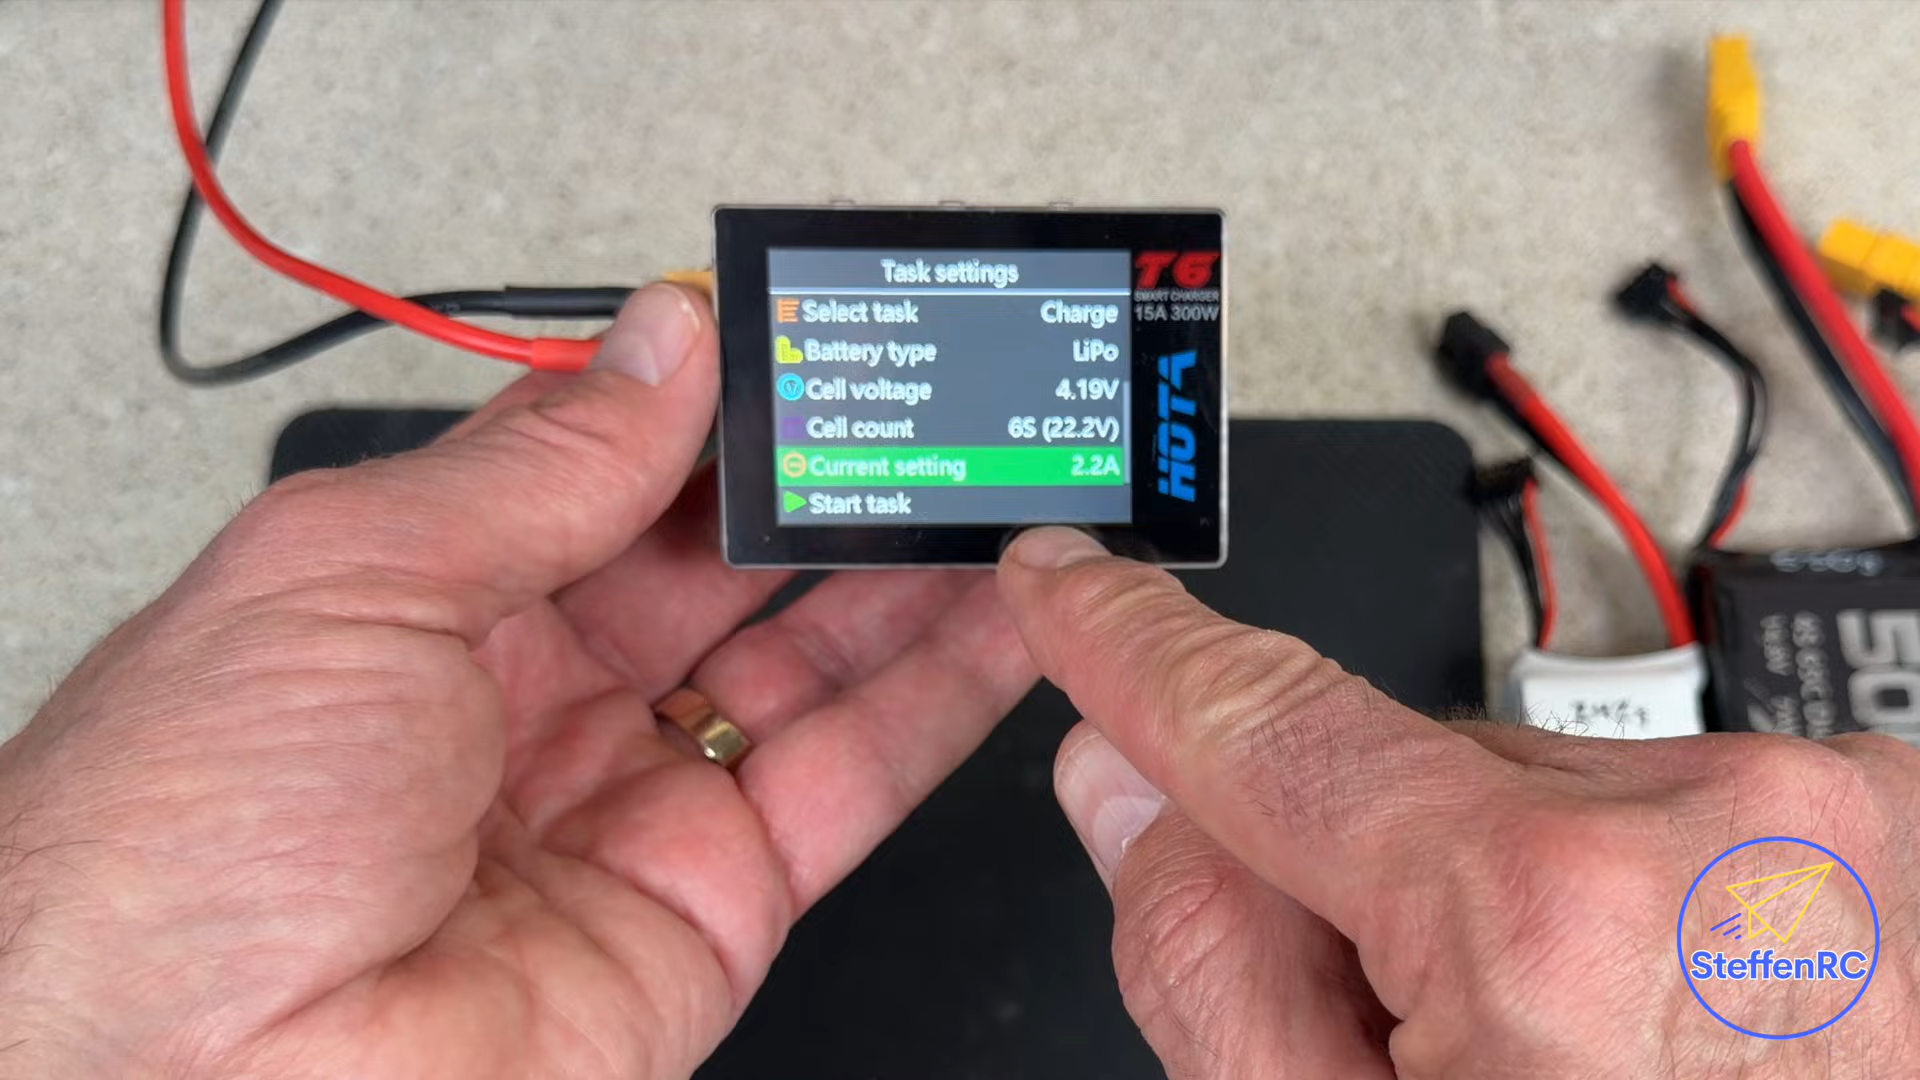 Task settings
Select task Charge
Battery type LiPo
Cell voltage 4.19V
Cell count 6S (22.2V)
Current setting 2.2A
Start task
T6
SMART CHARGER
15A 300W
HOTA
50
SteffenRC